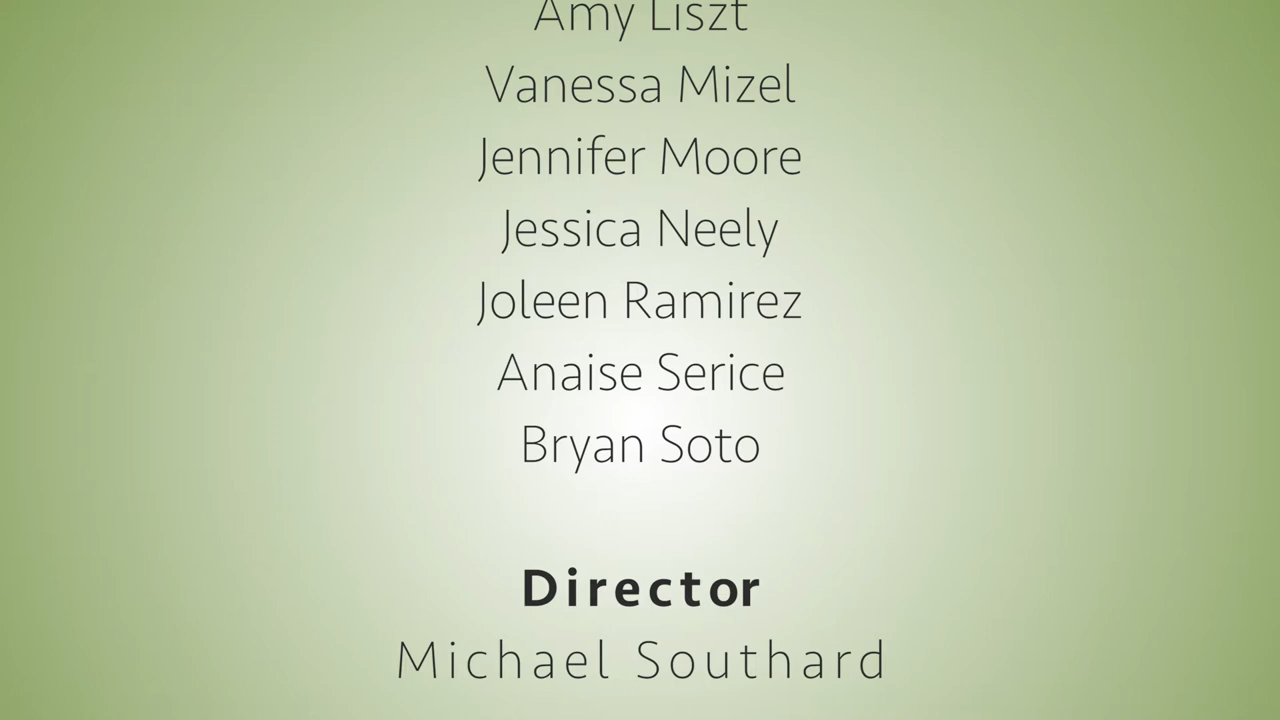 Amy Liszt
Vanessa Mizel
Jennifer Moore
Jessica Neely
Joleen Ramirez
Anaise Serice
Bryan Soto
Director
Michael Southard